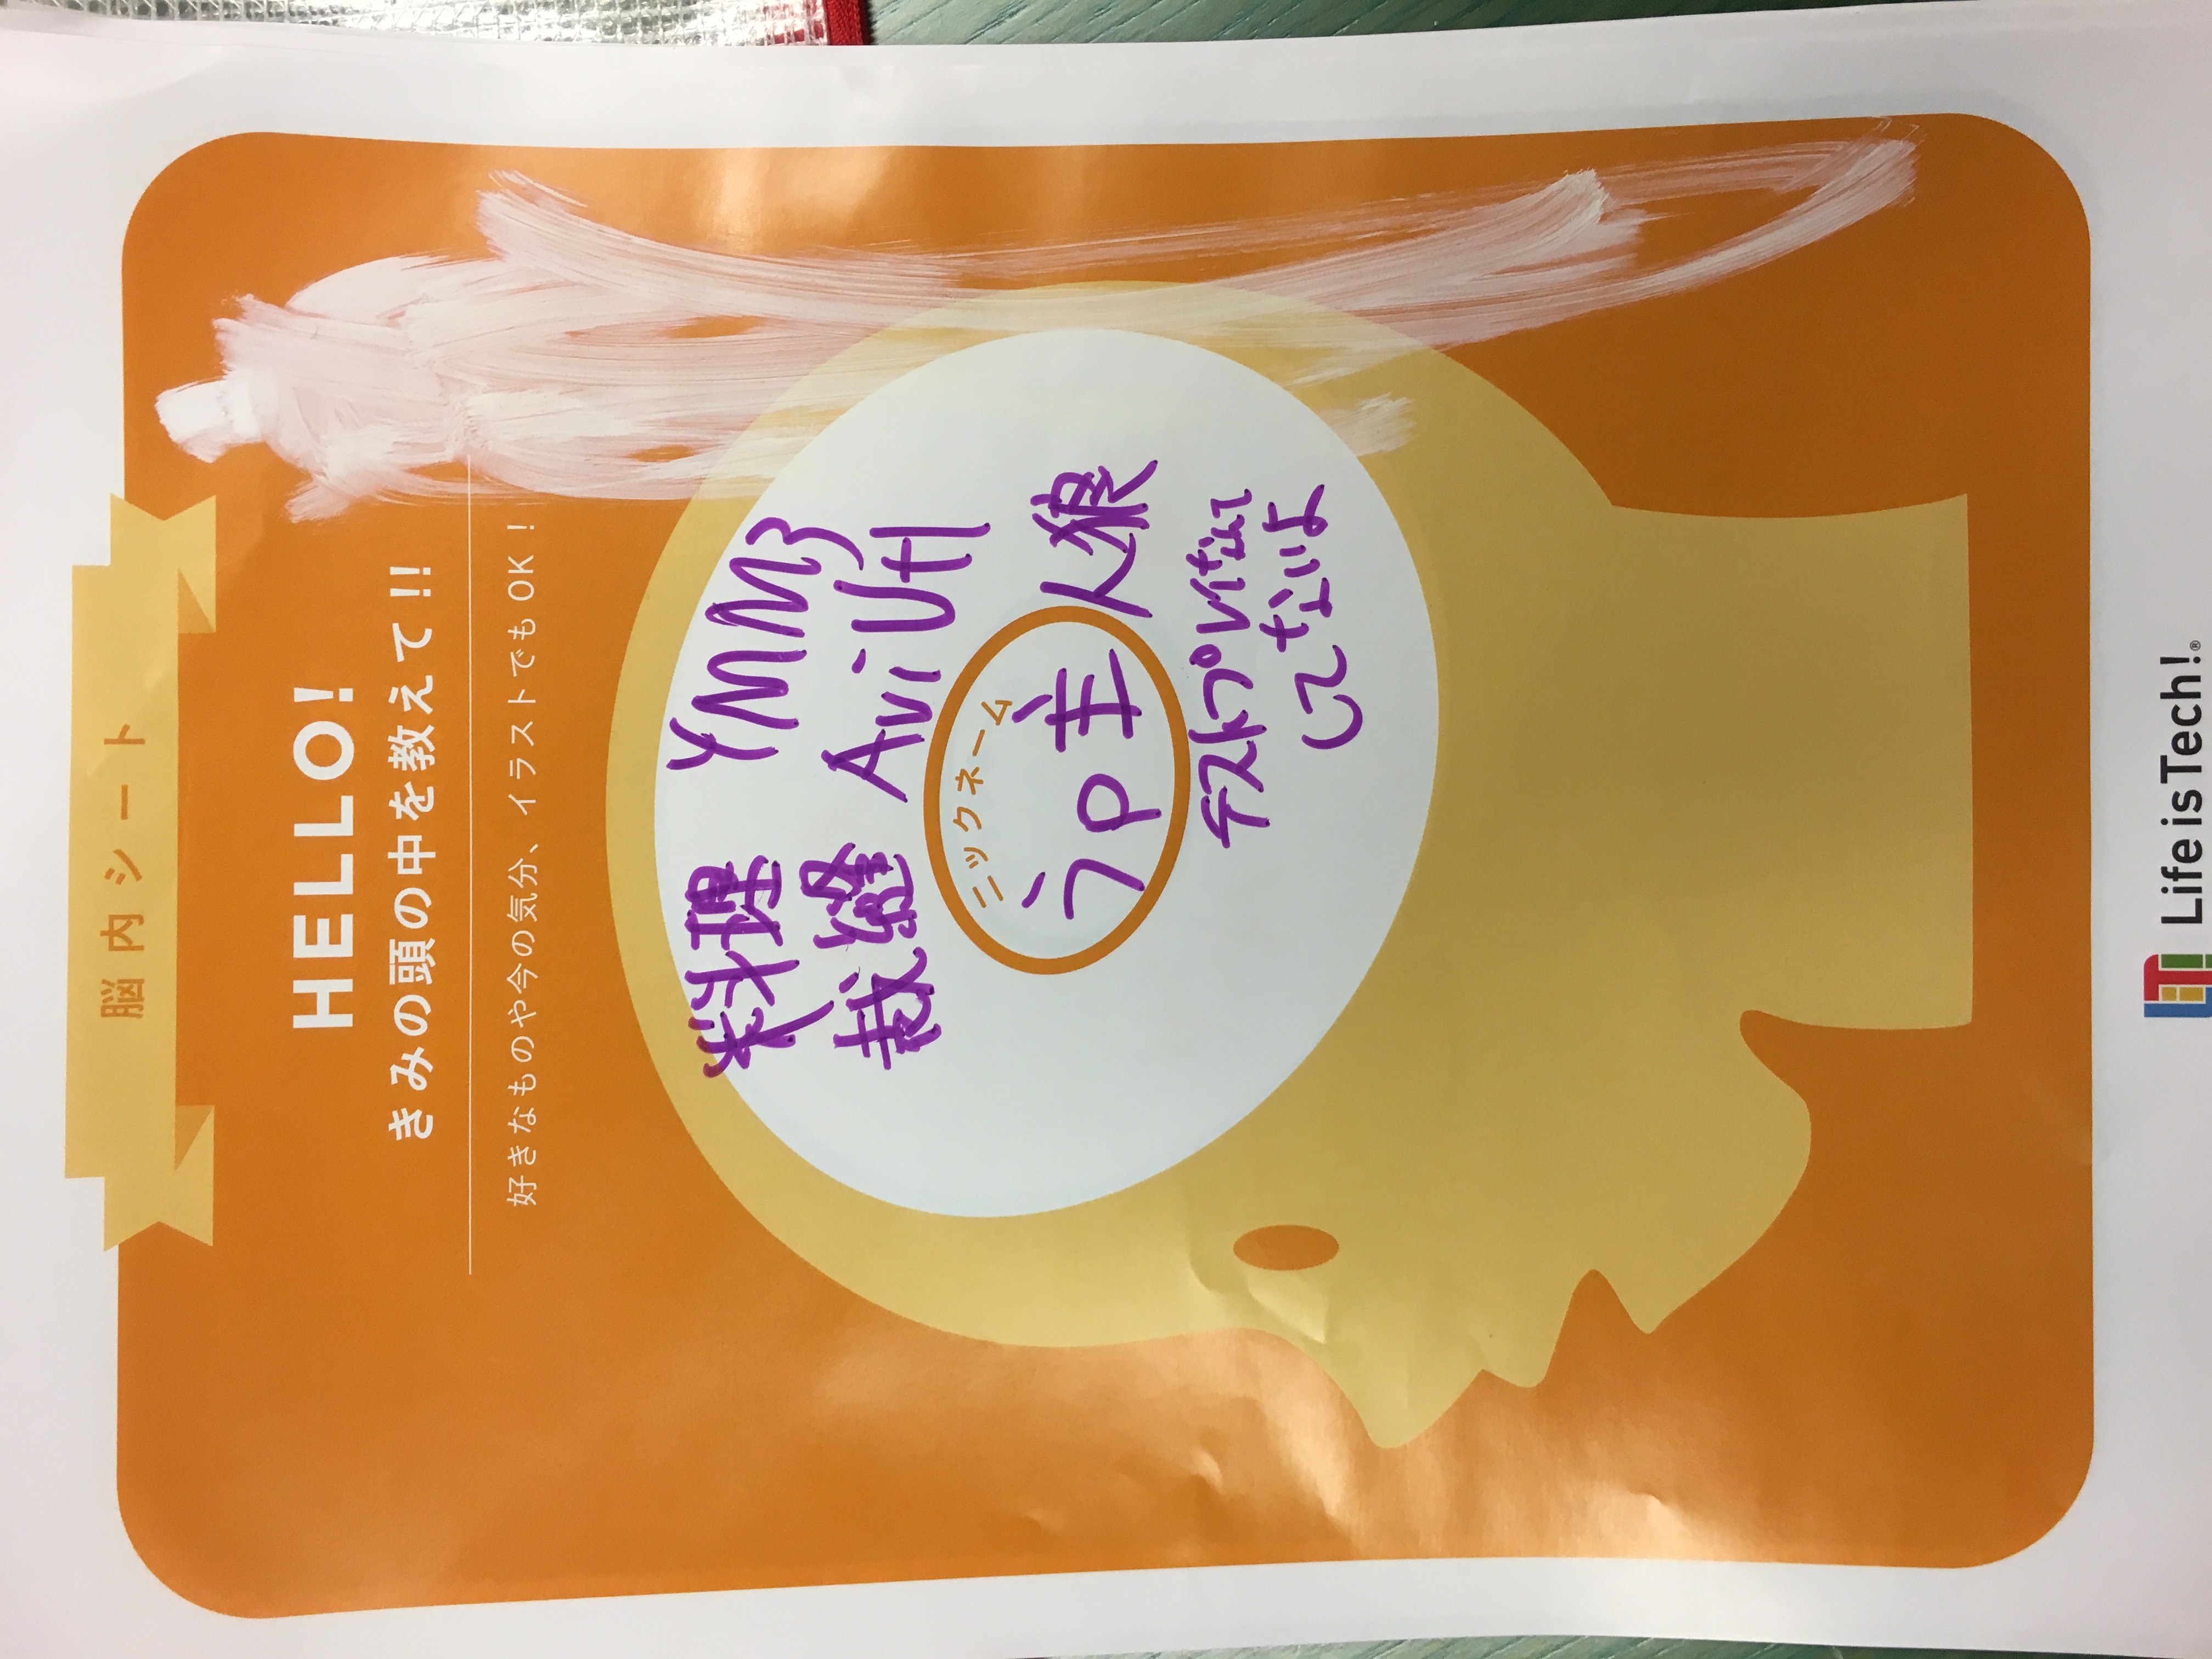 脳内シート
HELLO!
きみの頭の中を教えて!!
好きなものや今の気分、イラストでもOK！
料理 YMM3
裁縫 AviUtl
ニックネーム
うp主
人狼
テストプレイなんて
してないよ
Life is Tech!®